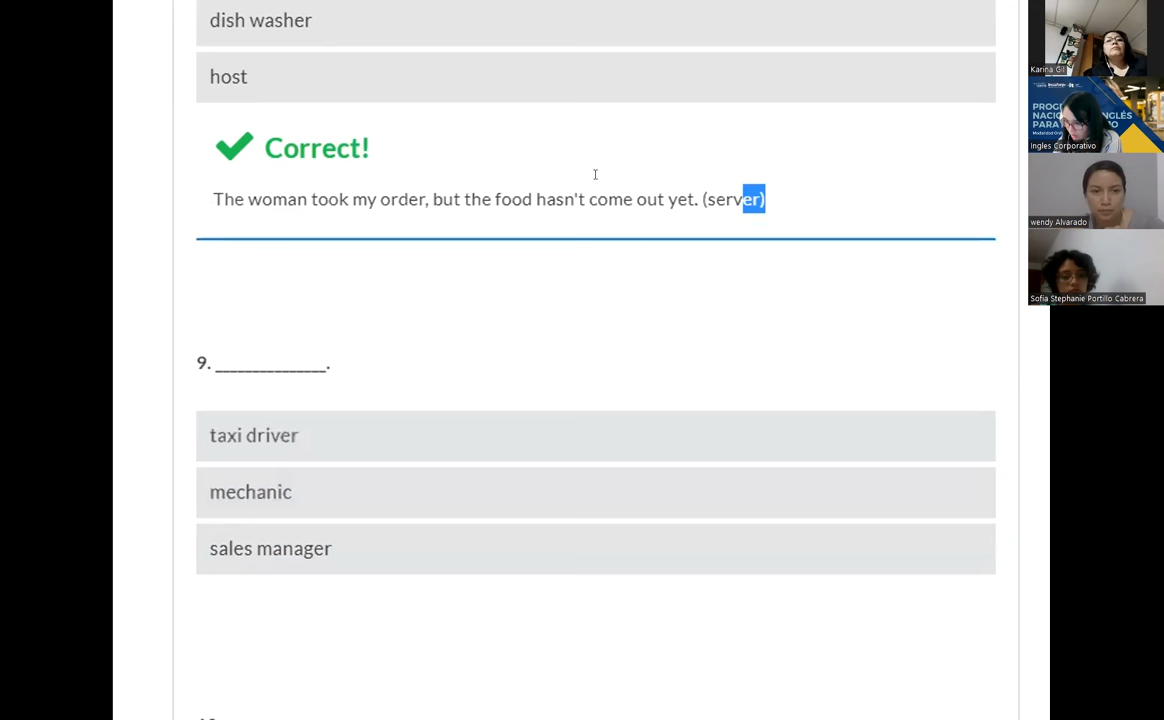 dish washer
host
Correct!
The woman took my order, but the food hasn't come out yet. (server)
9. ______________.
taxi driver
mechanic
sales manager
Karina Gil
Ingles Corporativo
wendy Alvarado
Sofia Stephanie Portillo Cabrera